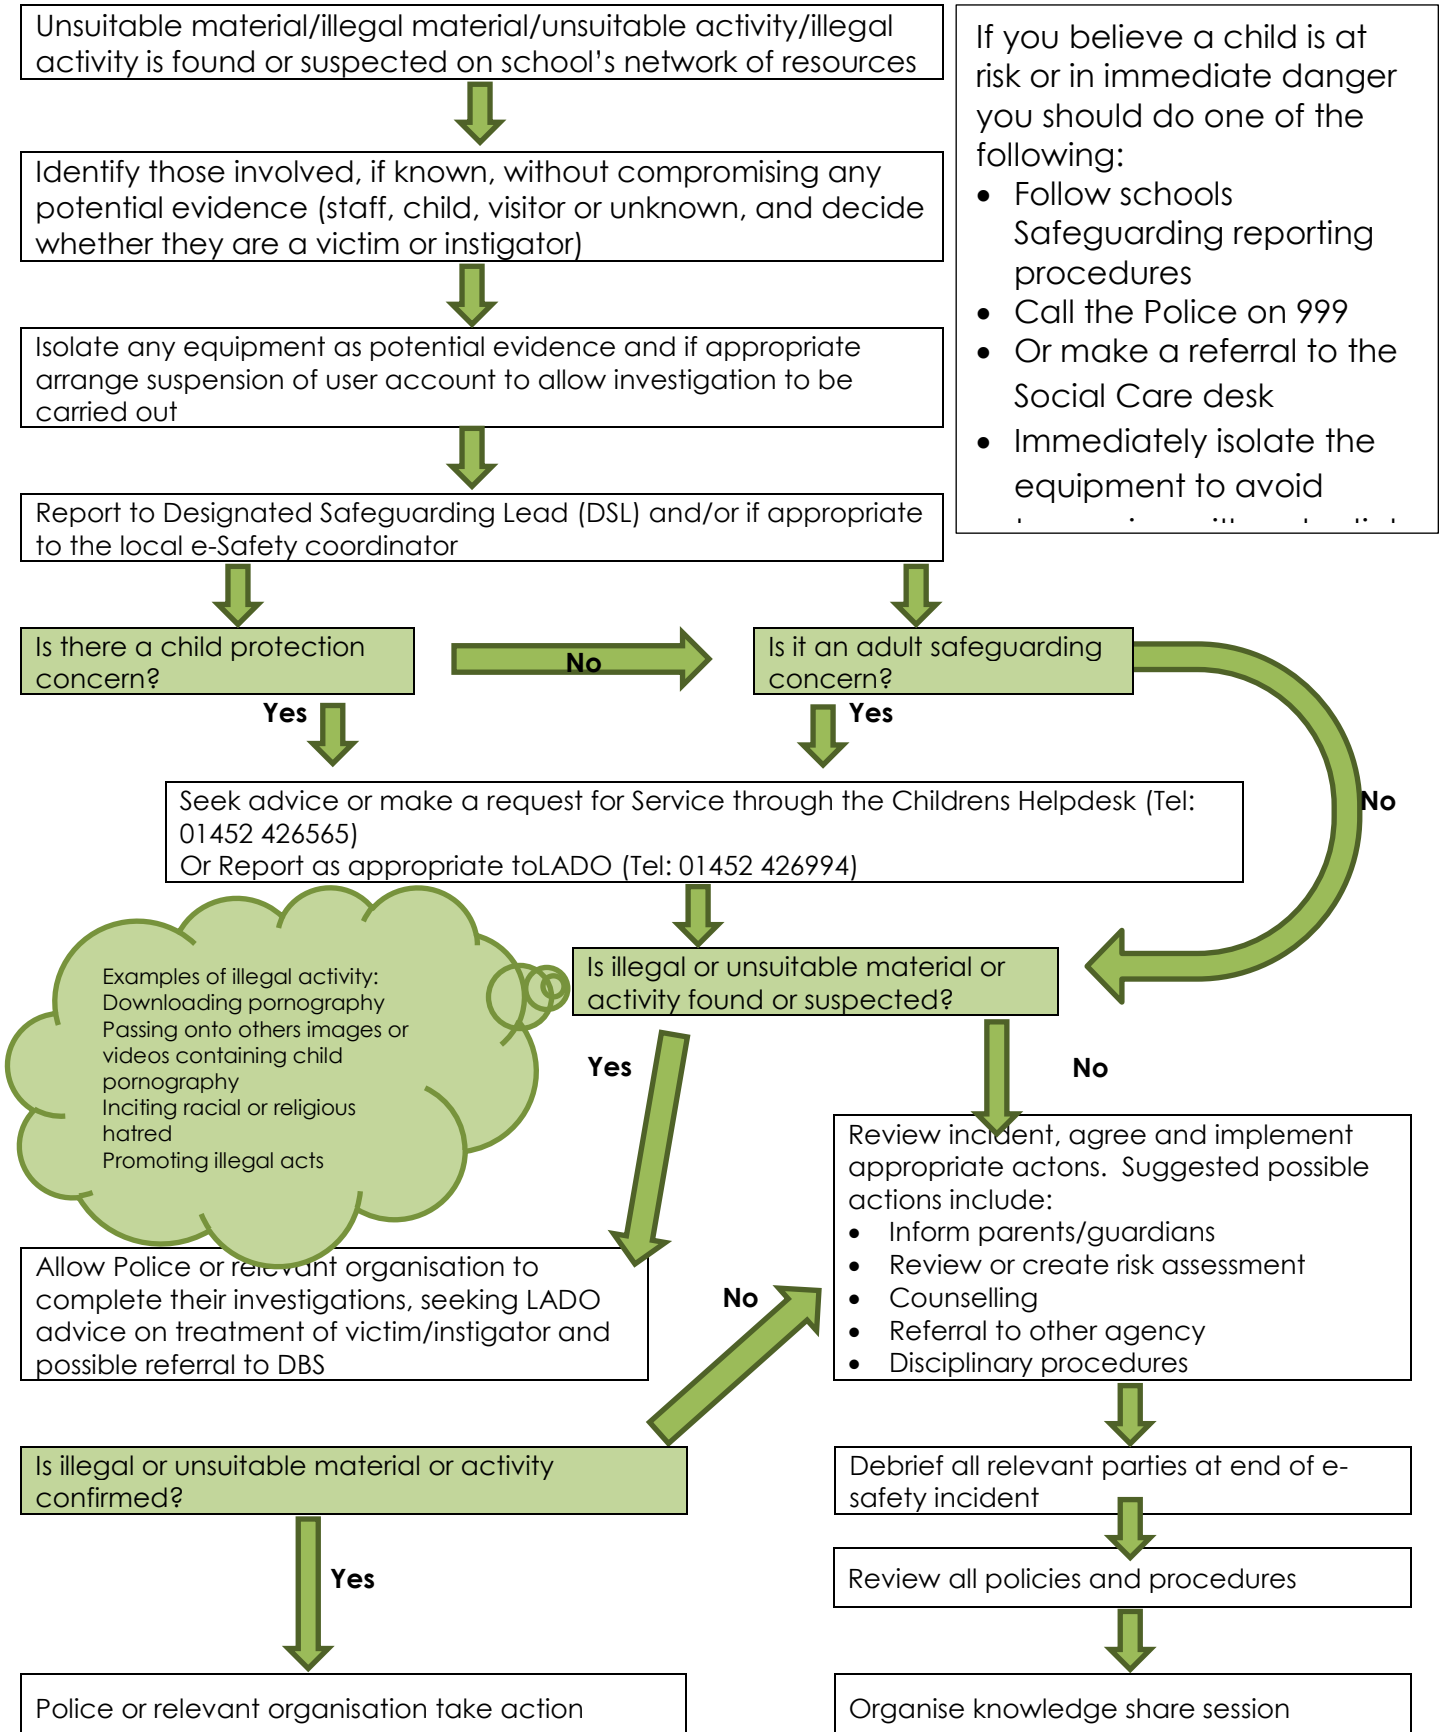 Unsuitable material/illegal material/unsuitable activity/illegal
activity is found or suspected on school’s network of resources
If you believe a child is at
risk or in immediate danger
you should do one of the
following:
• Follow schools
Safeguarding reporting
procedures
• Call the Police on 999
• Or make a referral to the
Social Care desk
• Immediately isolate the
equipment to avoid
Identify those involved, if known, without compromising any
potential evidence (staff, child, visitor or unknown, and decide
whether they are a victim or instigator)
Isolate any equipment as potential evidence and if appropriate
arrange suspension of user account to allow investigation to be
carried out
Report to Designated Safeguarding Lead (DSL) and/or if appropriate
to the local e-Safety coordinator
Is there a child protection
concern?
No
Is it an adult safeguarding
concern?
Yes
Yes
No
Seek advice or make a request for Service through the Childrens Helpdesk (Tel:
01452 426565)
Or Report as appropriate toLADO (Tel: 01452 426994)
Is illegal or unsuitable material or
activity found or suspected?
Examples of illegal activity:
Downloading pornography
Passing onto others images or
videos containing child
pornography
Inciting racial or religious
hatred
Promoting illegal acts
Yes
No
Review incident, agree and implement
appropriate actons.  Suggested possible
actions include:
• Inform parents/guardians
• Review or create risk assessment
• Counselling
• Referral to other agency
• Disciplinary procedures
Allow Police or relevant organisation to
complete their investigations, seeking LADO
advice on treatment of victim/instigator and
possible referral to DBS
No
Is illegal or unsuitable material or activity
confirmed?
Debrief all relevant parties at end of e-
safety incident
Yes
Review all policies and procedures
Police or relevant organisation take action
Organise knowledge share session